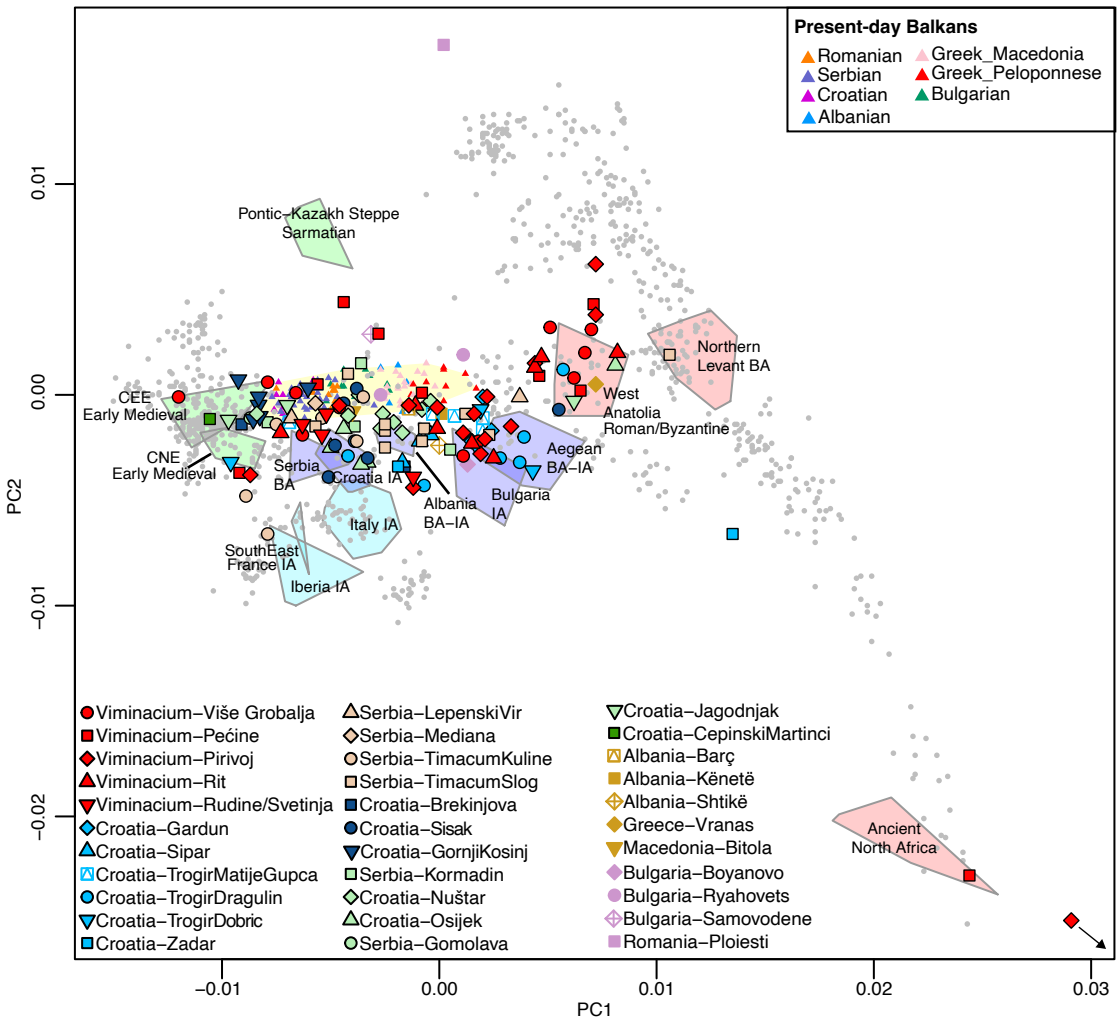 Present-day Balkans
Romanian
Serbian
Croatian
Albanian
Greek_Macedonia
Greek_Peloponnese
Bulgarian
Pontic−Kazakh Steppe
Sarmatian
Northern
Levant BA
CEE
Early Medieval
West
Anatolia
Roman/Byzantine
CNE
Early Medieval
Serbia
BA
Croatia IA
Aegean
BA−IA
Bulgaria
IA
Albania
BA−IA
Italy IA
SouthEast
France IA
Iberia IA
Ancient
North Africa
Viminacium−Više Grobalja
Viminacium−Pećine
Viminacium−Pirivoj
Viminacium−Rit
Viminacium−Rudine/Svetinja
Croatia−Gardun
Croatia−Sipar
Croatia−TrogirMatijeGupca
Croatia−TrogirDragulin
Croatia−TrogirDobric
Croatia−Zadar
Serbia−LepenskiVir
Serbia−Mediana
Serbia−TimacumKuline
Serbia−TimacumSlog
Croatia−Brekinjova
Croatia−Sisak
Croatia−GornjiKosinj
Serbia−Kormadin
Croatia−Nuštar
Croatia−Osijek
Serbia−Gomolava
Croatia−Jagodnjak
Croatia−CepinskiMartinci
Albania−Barç
Albania−Kënetë
Albania−Shtikë
Greece−Vranas
Macedonia−Bitola
Bulgaria−Boyanovo
Bulgaria−Ryahovets
Bulgaria−Samovodene
Romania−Ploiesti
PC2
0.01
0.00
−0.01
−0.02
−0.01
0.00
0.01
0.02
0.03
PC1